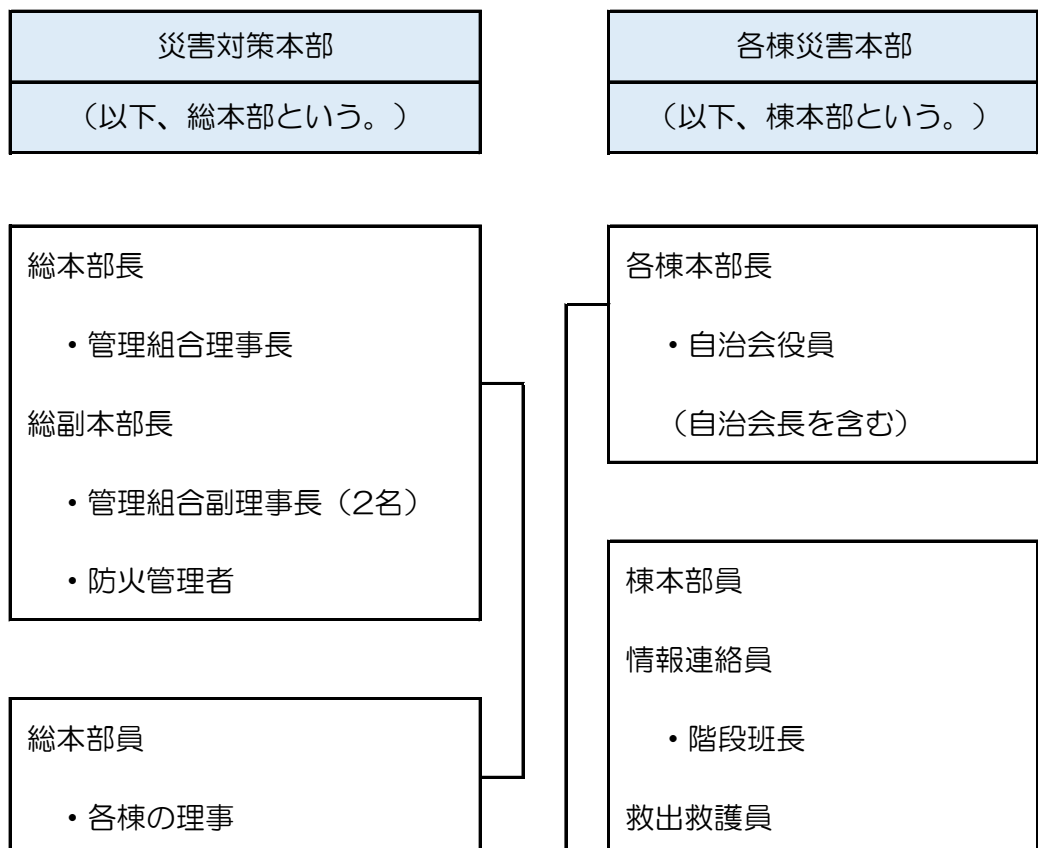 災害対策本部
（以下、総本部という。）
総本部長
・管理組合理事長
総副本部長
・管理組合副理事長（2名）
・防火管理者
総本部員
・各棟の理事
各棟災害本部
（以下、棟本部という。）
各棟本部長
・自治会役員
（自治会長を含む）
棟本部員
情報連絡員
・階段班長
救出救護員